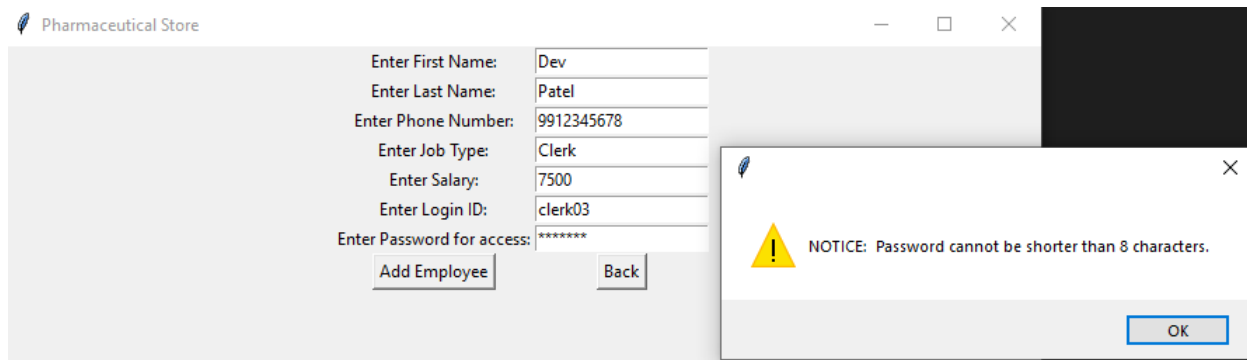 Pharmaceutical Store
Enter First Name: Dev
Enter Last Name: Patel
Enter Phone Number: 9912345678
Enter Job Type: Clerk
Enter Salary: 7500
Enter Login ID: clerk03
Enter Password for access: *******
Add Employee Back
NOTICE:  Password cannot be shorter than 8 characters.
OK